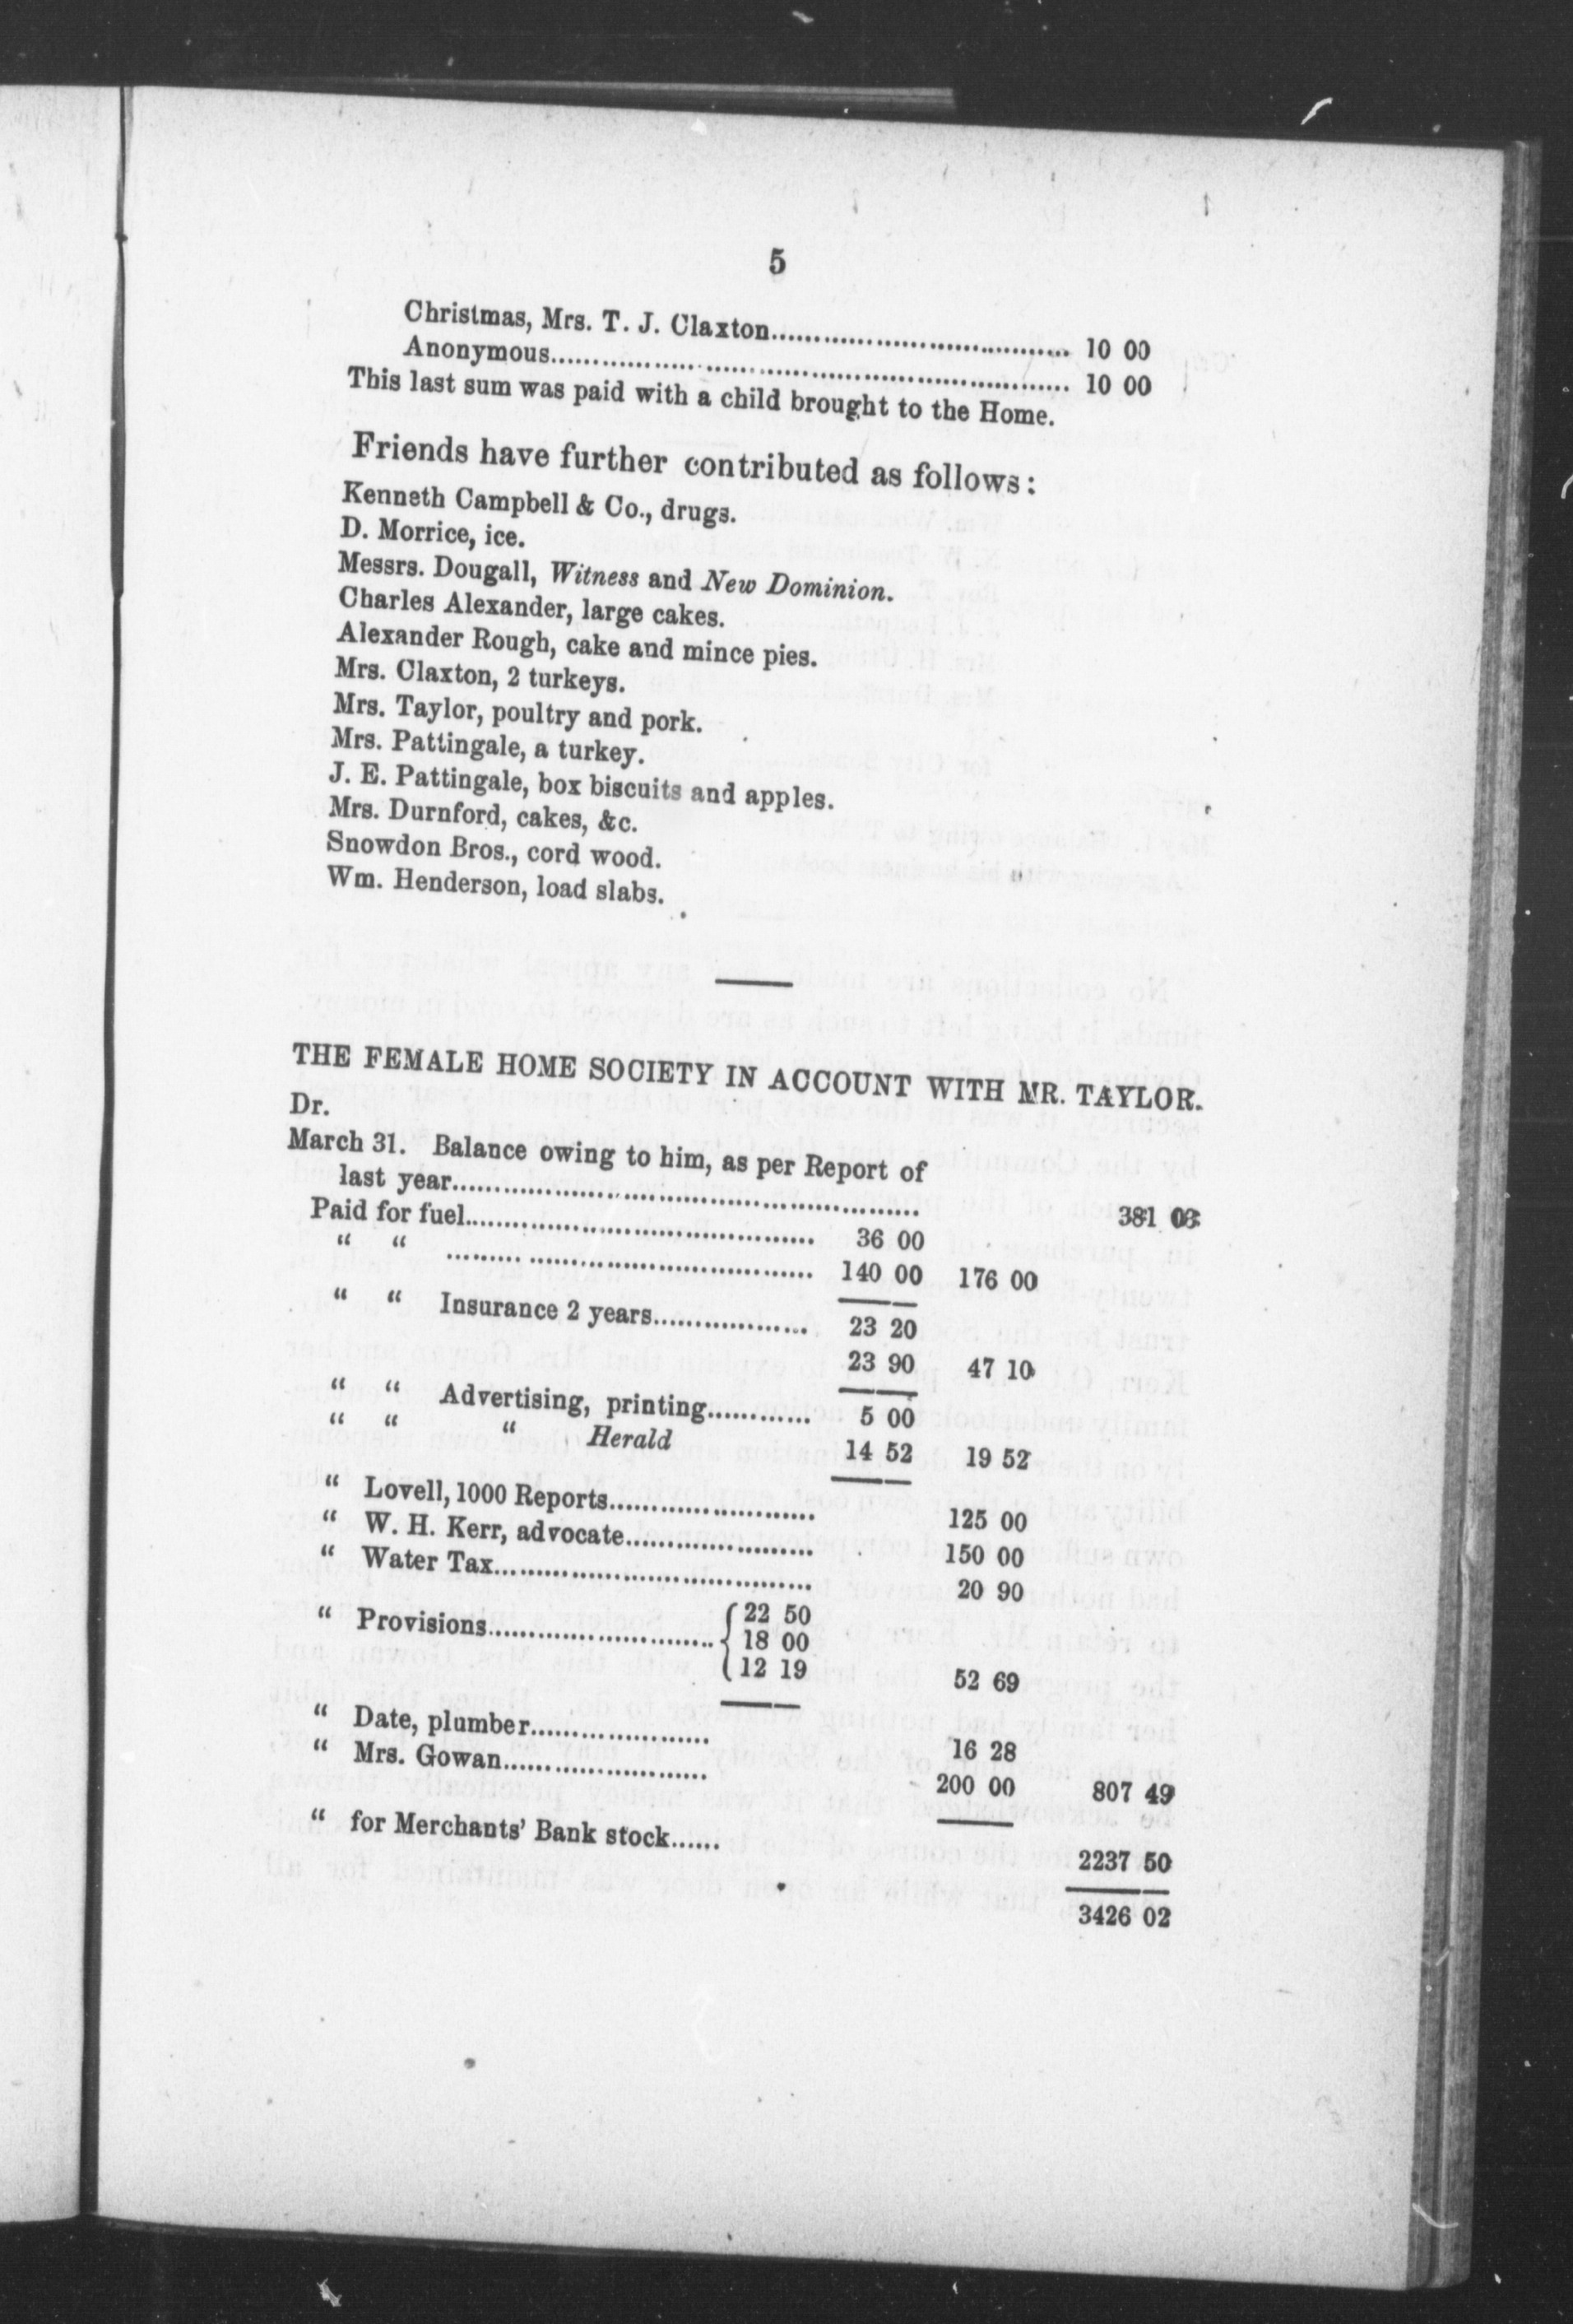 5
Christmas, Mrs. T. J. Claxton.................................... 10 00
Anonymous.............................................................. 10 00
This last sum was paid with a child brought to the Home.
Friends have further contributed as follows:
Kenneth Campbell & Co., drugs.
D. Morrice, ice.
Messrs. Dougall, Witness and New Dominion.
Charles Alexander, large cakes.
Alexander Rough, cake and mince pies.
Mrs. Claxton, 2 turkeys.
Mrs. Taylor, poultry and pork.
Mrs. Pattingale, a turkey.
J. E. Pattingale, box biscuits and apples.
Mrs. Durnford, cakes, &c.
Snowdon Bros., cord wood.
Wm. Henderson, load slabs.
THE FEMALE HOME SOCIETY IN ACCOUNT WITH MR. TAYLOR.
Dr.
March 31. Balance owing to him, as per Report of
last year........................................................ 381 03
Paid for fuel.......................................... 36 00
“ “ ........................................... 140 00 176 00
“ “ Insurance 2 years................... 23 20
23 90 47 10
“ “ Advertising, printing............ 5 00
“ “ “ Herald 14 52 19 52
“ Lovell, 1000 Reports......................... 125 00
“ W. H. Kerr, advocate....................... 150 00
“ Water Tax...................................... 20 90
“ Provisions........................... { 22 50
18 00
12 19 52 69
“ Date, plumber..................... 16 28
“ Mrs. Gowan........................ 200 00 807 49
“ for Merchants' Bank stock...... 2237 50
3426 02